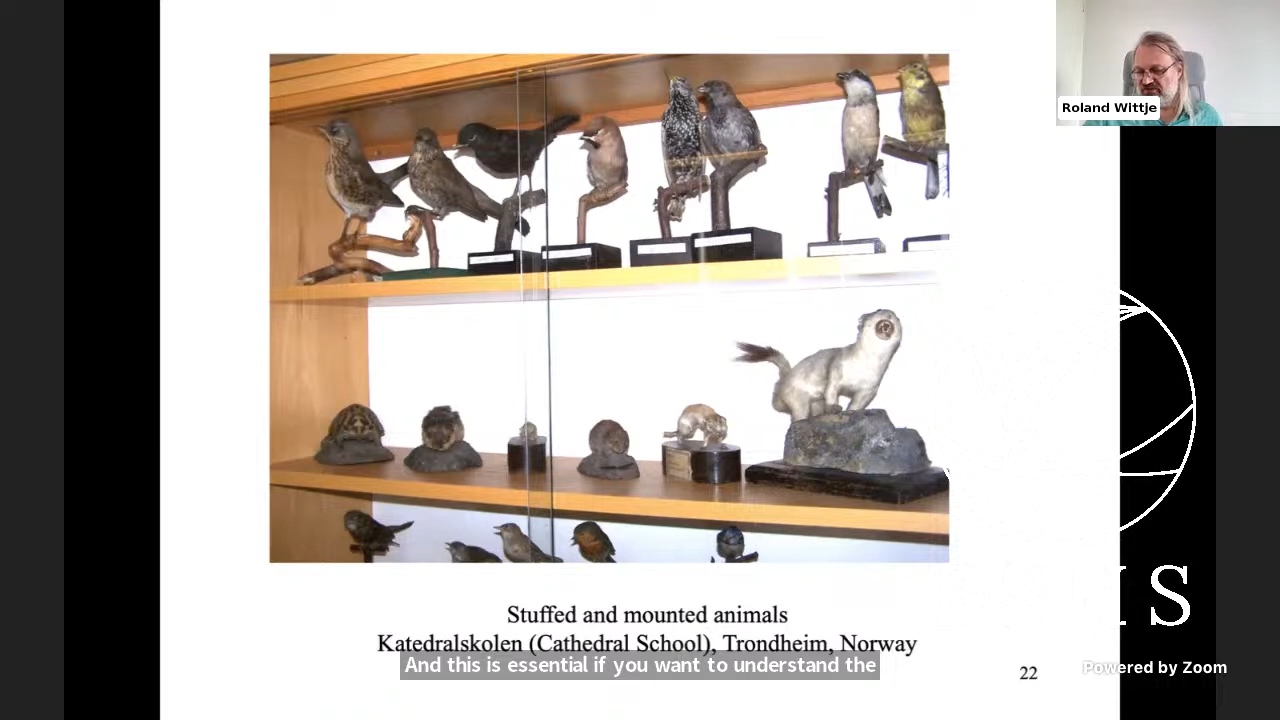 Roland Wittje
Stuffed and mounted animals
Katedralskolen (Cathedral School), Trondheim, Norway
And this is essential if you want to understand the
22
S
Powered by Zoom